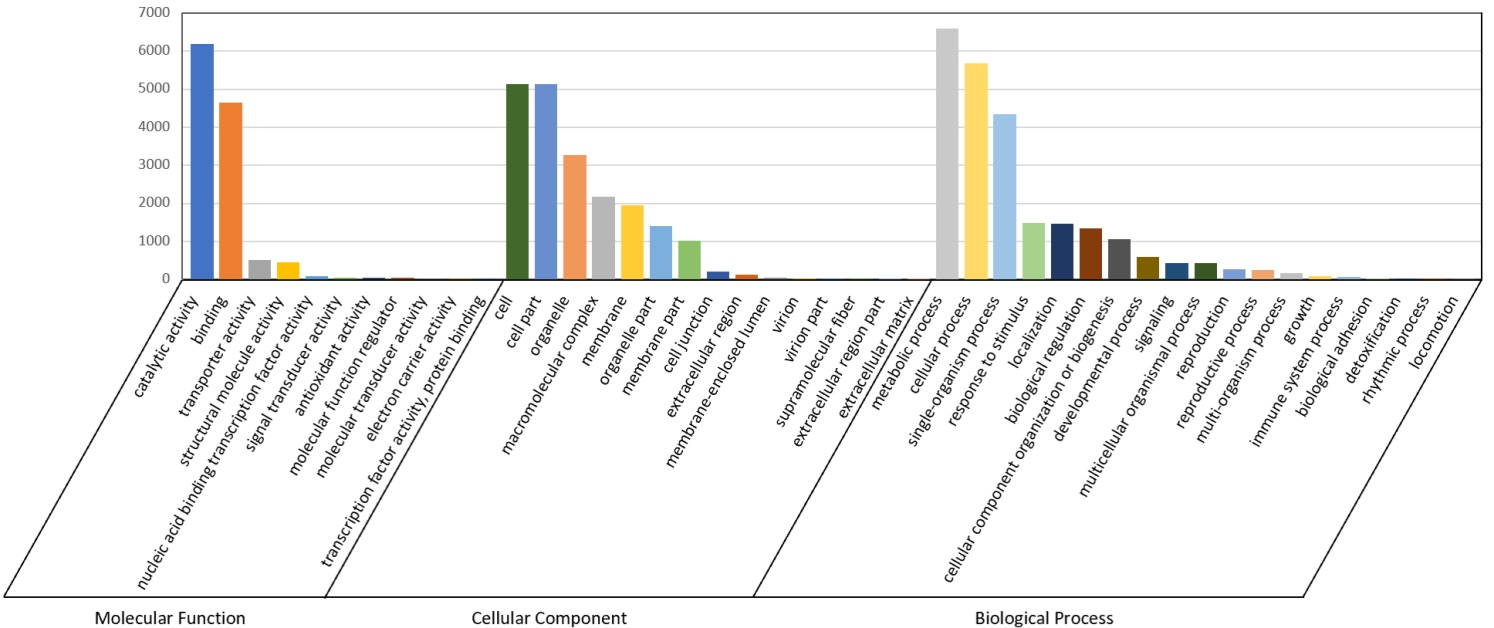 7000
6000
5000
4000
3000
2000
1000
0
catalytic activity
binding
transporter activity
structural molecule activity
nucleic acid binding transcription factor activity
signal transducer activity
antioxidant activity
molecular function regulator
molecular transducer activity
electron carrier activity
transcription factor activity, protein binding
cell
cell part
organelle
macromolecular complex
membrane
organelle part
membrane part
cell junction
extracellular region
membrane-enclosed lumen
virion
virion part
supramolecular fiber
extracellular region part
extracellular matrix
metabolic process
cellular process
single-organism process
response to stimulus
localization
biological regulation
cellular component organization or biogenesis
developmental process
signaling
multicellular organismal process
reproduction
reproductive process
multi-organism process
growth
immune system process
biological adhesion
detoxification
rhythmic process
locomotion
Molecular Function
Cellular Component
Biological Process